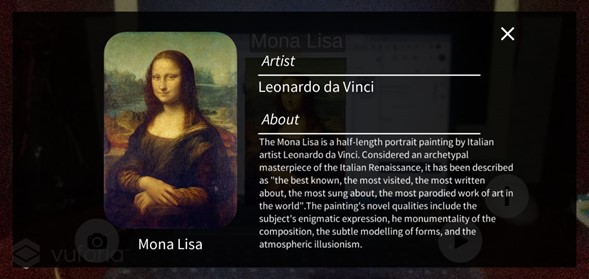 Mona Lisa
Artist
Leonardo da Vinci
About
The Mona Lisa is a half-length portrait painting by Italian
artist Leonardo da Vinci. Considered an archetypal
masterpiece of the Italian Renaissance, it has been described
as "the best known, the most visited, the most written
about, the most sung about, the most parodied work of art in
the world".The painting's novel qualities include the
subject's enigmatic expression, he monumentality of the
composition, the subtle modelling of forms, and the
atmospheric illusionism.
Mona Lisa
vuforia